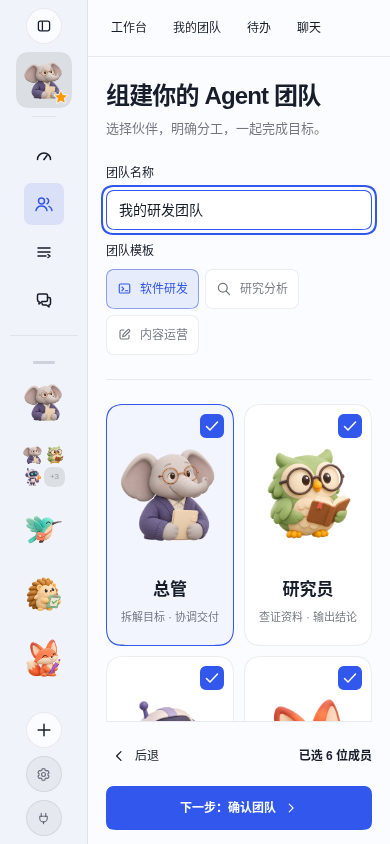 工作台 我的团队 待办 聊天
组建你的 Agent 团队
选择伙伴，明确分工，一起完成目标。
团队名称
我的研发团队
团队模板
软件研发 研究分析
内容运营
+3
总管 研究员
拆解目标 · 协调交付 查证资料 · 输出结论
后退 已选 6 位成员
下一步：确认团队